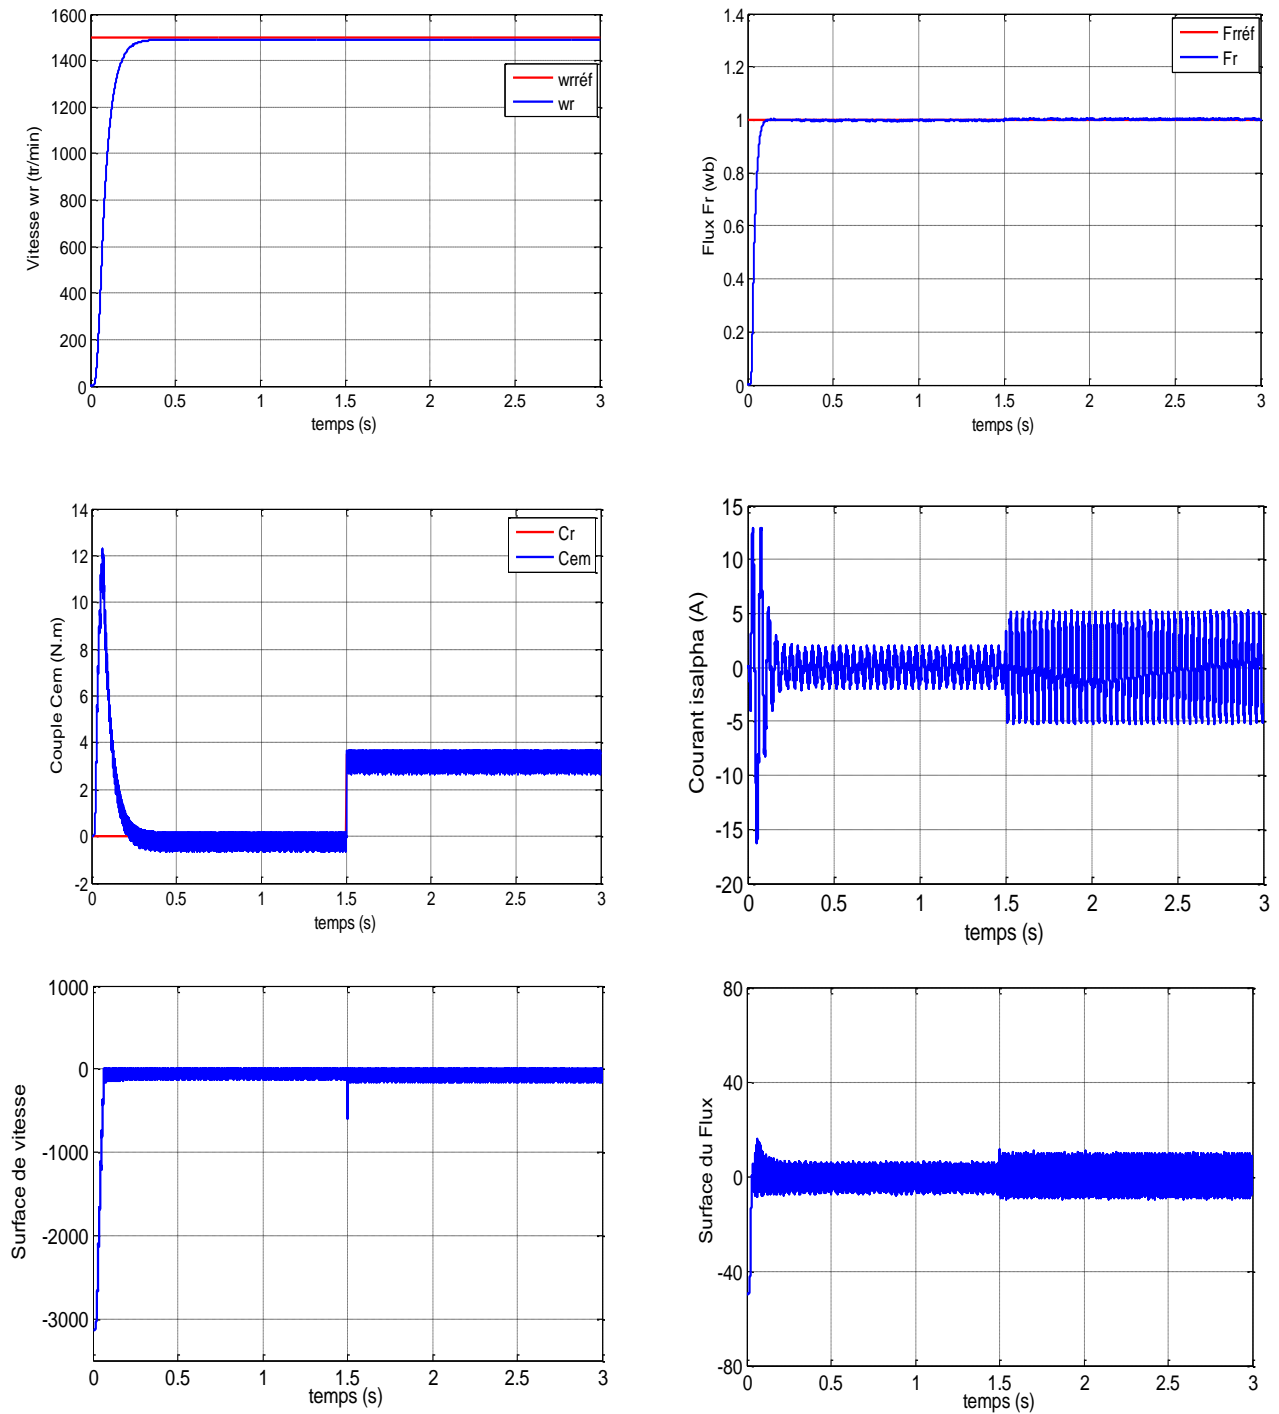 1600
1400
1200
1000
800
600
400
200
0
Vitesse wr (tr/min)
wrréf
wr
0 0.5 1 1.5 2 2.5 3
temps (s)
1.4
1.2
1
0.8
0.6
0.4
0.2
0
Flux Fr (wb)
Frréf
Fr
0 0.5 1 1.5 2 2.5 3
temps (s)
14
12
10
8
6
4
2
0
-2
Couple Cem (N.m)
Cr
Cem
0 0.5 1 1.5 2 2.5 3
temps (s)
15
10
5
0
-5
-10
-15
-20
Courant isalpha (A)
0 0.5 1 1.5 2 2.5 3
temps (s)
1000
0
-1000
-2000
-3000
Surface de vitesse
0 0.5 1 1.5 2 2.5 3
temps (s)
80
40
0
-40
-80
Surface du Flux
0 0.5 1 1.5 2 2.5 3
temps (s)